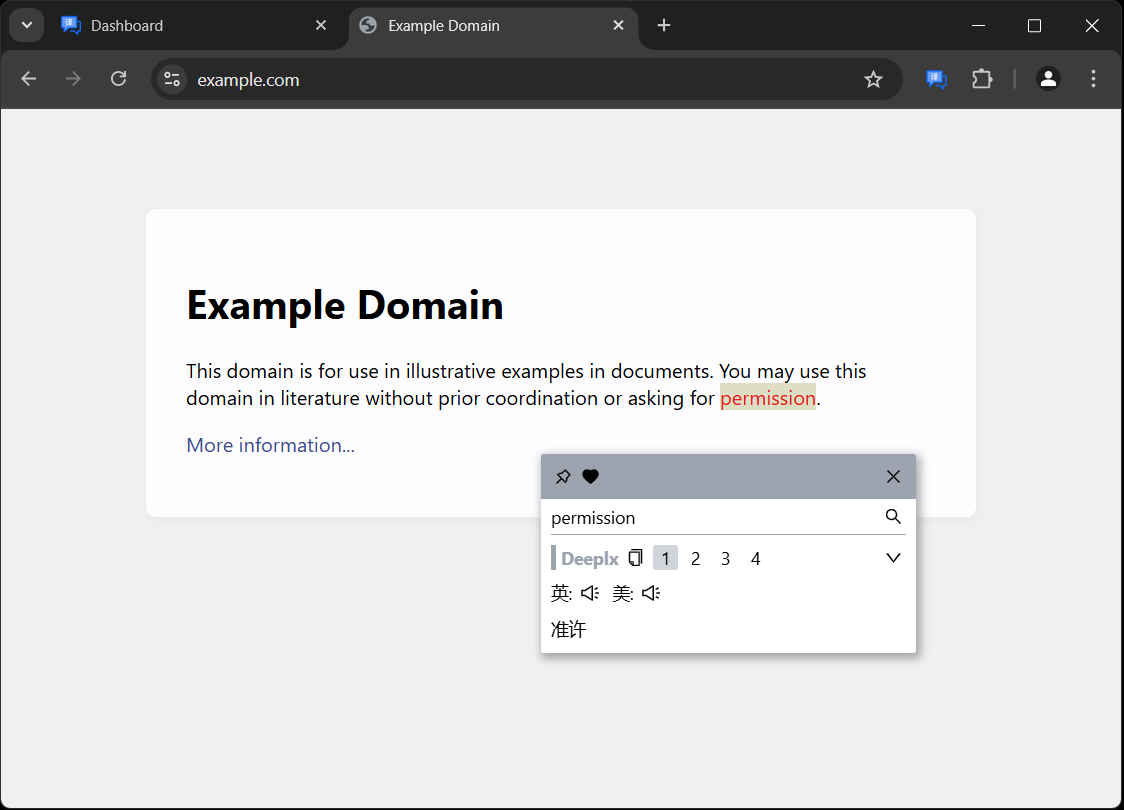 Dashboard
Example Domain
example.com
译
Example Domain
This domain is for use in illustrative examples in documents. You may use this
domain in literature without prior coordination or asking for permission.
More information...
permission
Deeplx 1 2 3 4
英: 美:
准许